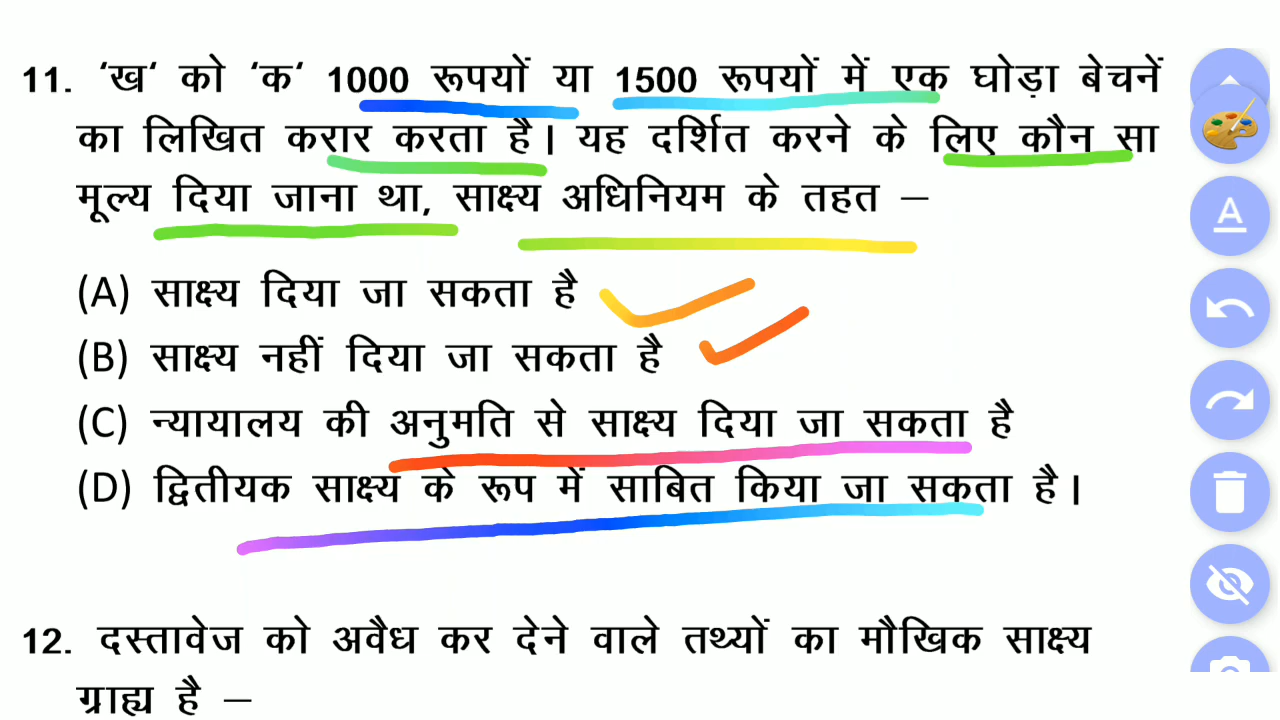 11. ‘ख‘ को ‘क‘ 1000 रूपयों या 1500 रूपयों में एक घोड़ा बेचनें
का लिखित करार करता है। यह दर्शित करने के लिए कौन सा
मूल्य दिया जाना था, साक्ष्य अधिनियम के तहत –
(A) साक्ष्य दिया जा सकता है
(B) साक्ष्य नहीं दिया जा सकता है
(C) न्यायालय की अनुमति से साक्ष्य दिया जा सकता है
(D) द्वितीयक साक्ष्य के रूप में साबित किया जा सकता है।
12. दस्तावेज को अवैध कर देने वाले तथ्यों का मौखिक साक्ष्य
ग्राह्य है –
A